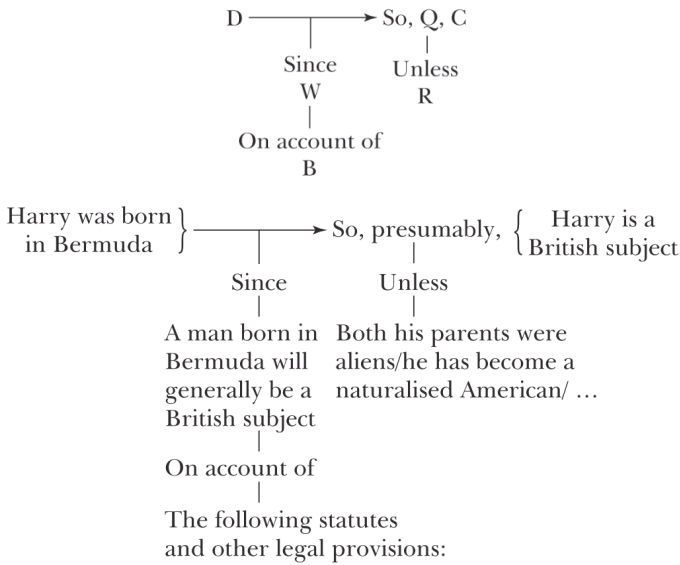 D So, Q, C
Since Unless
W R
On account of
B
Harry was born
in Bermuda
So, presumably,
Harry is a
British subject
Since Unless
A man born in
Bermuda will
generally be a
British subject
Both his parents were
aliens/he has become a
naturalised American/ …
On account of
The following statutes
and other legal provisions: